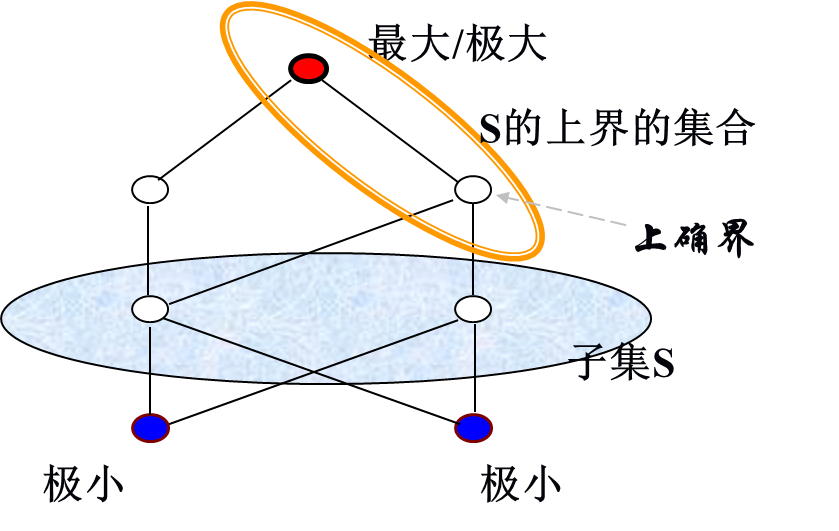 最大/极大
S的上界的集合
上确界
子集S
极小
极小